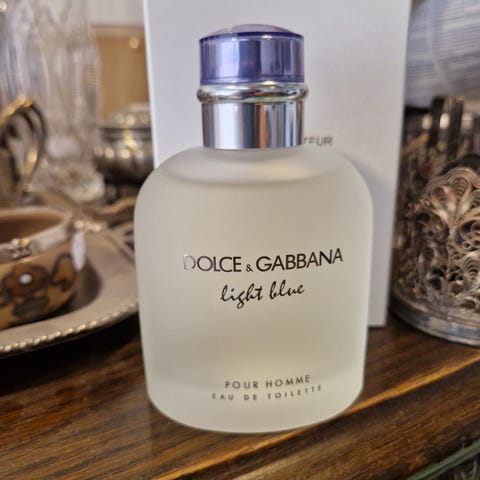 DOLCE & GABBANA
light blue
POUR HOMME
EAU DE TOILETTE